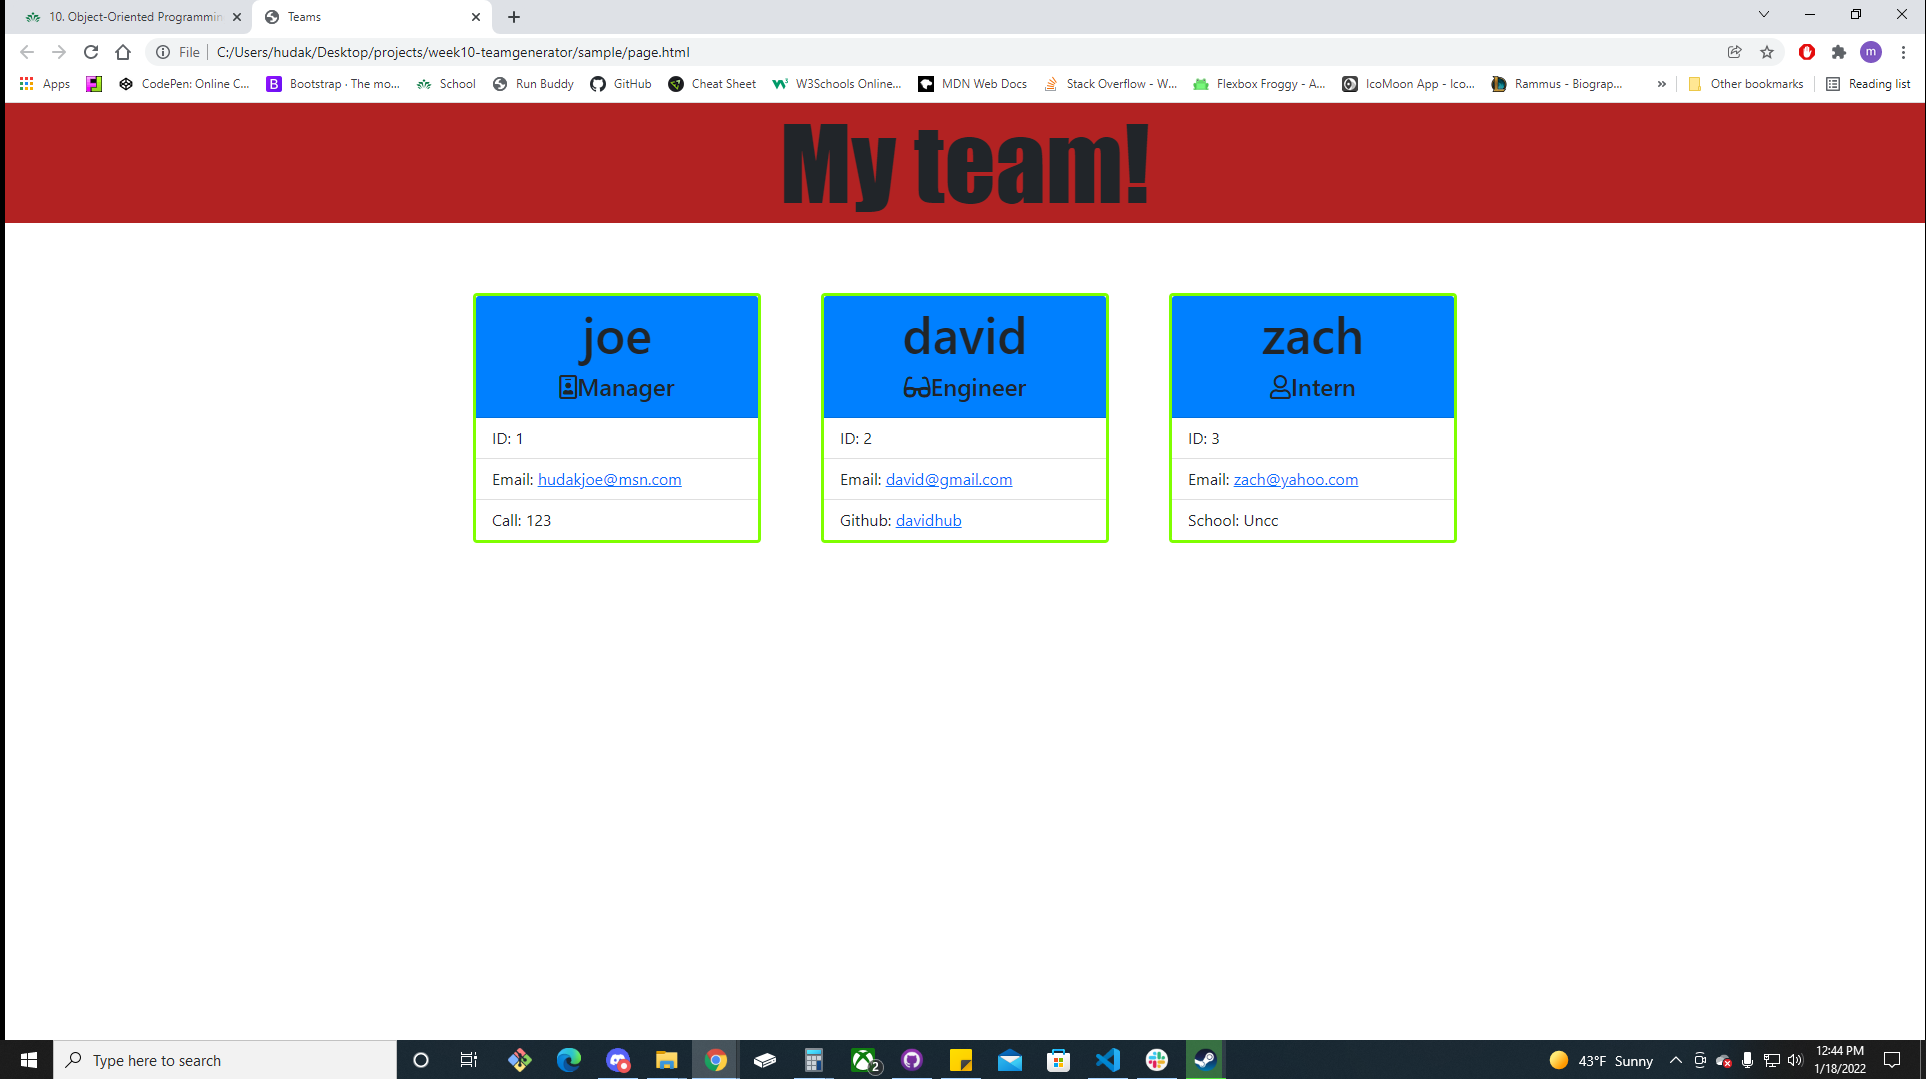 10. Object-Oriented Programmin
Teams
File
C:/Users/hudak/Desktop/projects/week10-teamgenerator/sample/page.html
m
Apps
CodePen: Online C...
Bootstrap · The mo...
School
Run Buddy
GitHub
Cheat Sheet
W3Schools Online...
MDN Web Docs
Stack Overflow - W...
Flexbox Froggy - A...
IcoMoon App - Ico...
Rammus - Biograp...
»
Other bookmarks
Reading list
My team!
joe
Manager
ID: 1
Email: hudakjoe@msn.com
Call: 123
david
Engineer
ID: 2
Email: david@gmail.com
Github: davidhub
zach
Intern
ID: 3
Email: zach@yahoo.com
School: Uncc
Type here to search
2
43°F Sunny
12:44 PM
1/18/2022